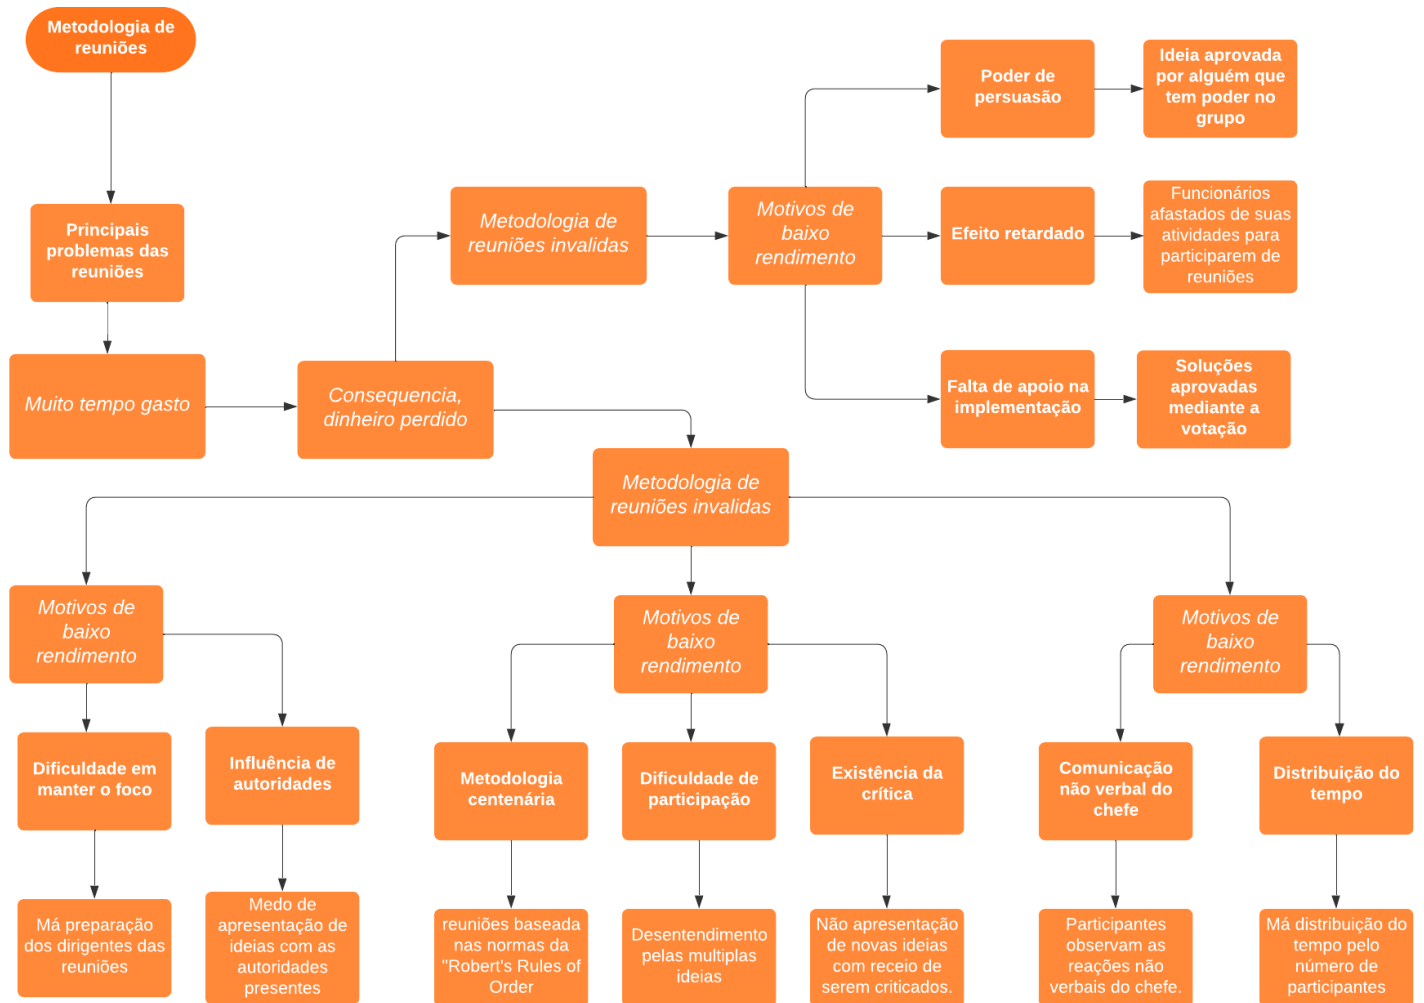 Metodologia de
reuniões
Principais
problemas das
reuniões
Muito tempo gasto
Consequencia,
dinheiro perdido
Metodologia de
reuniões invalidas
Motivos de
baixo
rendimento
Poder de
persuasão
Ideia aprovada
por alguém que
tem poder no
grupo
Efeito retardado
Funcionários
afastados de suas
atividades para
participarem de
reuniões
Falta de apoio na
implementação
Soluções
aprovadas
mediante a
votação
Metodologia de
reuniões invalidas
Motivos de
baixo
rendimento
Dificuldade em
manter o foco
Má preparação
dos dirigentes das
reuniões
Influência de
autoridades
Medo de
apresentação de
ideias com as
autoridades
presentes
Motivos de
baixo
rendimento
Metodologia
centenária
reuniões baseada
nas normas da
"Robert's Rules of
Order
Dificuldade de
participação
Desentendimento
pelas multiplas
ideias
Existência da
crítica
Não apresentação
de novas ideias
com receio de
serem criticados.
Motivos de
baixo
rendimento
Comunicação
não verbal do
chefe
Participantes
observam as
reações não
verbais do chefe.
Distribuição do
tempo
Má distribuição do
tempo pelo
número de
participantes